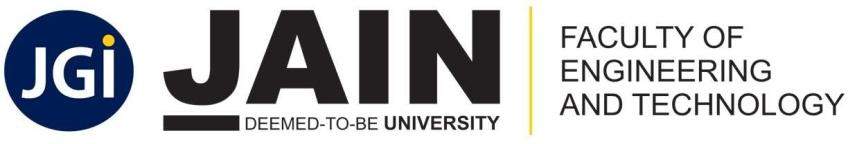 JGi
JAIN
DEEMED-TO-BE UNIVERSITY
FACULTY OF
ENGINEERING
AND TECHNOLOGY